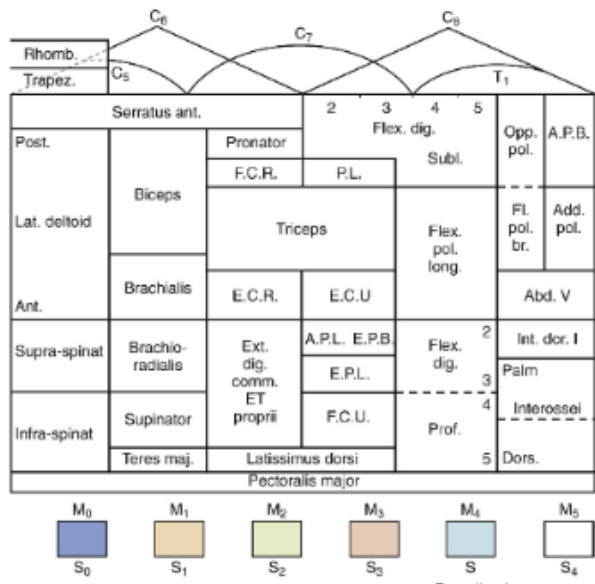 C6
C7
C8
Rhomb.
C5
T1
Trapez.
Serratus ant.
2 3 4 5
Flex. dig.
Subl.
Opp. pol.
A.P.B.
Post.
Pronator
F.C.R.
P.L.
Biceps
Lat. deltoid
Triceps
Flex. pol. long.
Fl. pol. br.
Add. pol.
Ant.
Brachialis
E.C.R.
E.C.U
Abd. V
Supra-spinat
Brachio-radialis
Ext. dig. comm. ET proprii
A.P.L. E.P.B.
E.P.L.
Flex. dig.
2
3
Int. dor. I
Palm
Interossei
Infra-spinat
Supinator
F.C.U.
4
Prof.
5
Dors.
Teres maj.
Latissimus dorsi
Pectoralis major
M0 M1 M2 M3 M4 M5
S0 S1 S2 S3 S S4